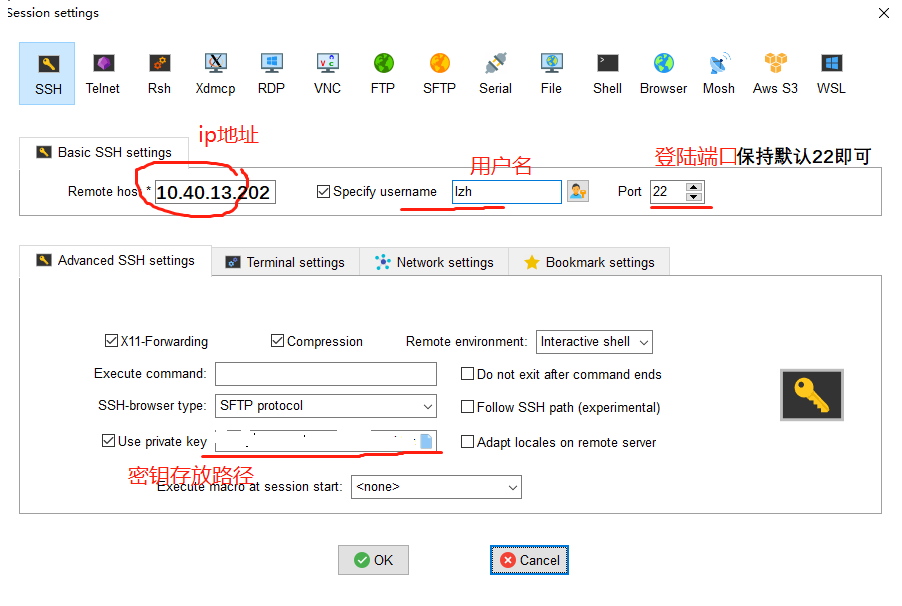 Session settings
SSH Telnet Rsh Xdmcp RDP VNC FTP SFTP Serial File Shell Browser Mosh Aws S3 WSL
ip地址
Basic SSH settings
用户名
登陆端口保持默认22即可
Remote host * 10.40.13.202 Specify username lzh Port 22
Advanced SSH settings Terminal settings Network settings Bookmark settings
X11-Forwarding Compression Remote environment: Interactive shell
Execute command: Do not exit after command ends
SSH-browser type: SFTP protocol Follow SSH path (experimental)
Use private key Adapt locales on remote server
密钥存放路径
Execute macro at session start: <none>
OK Cancel